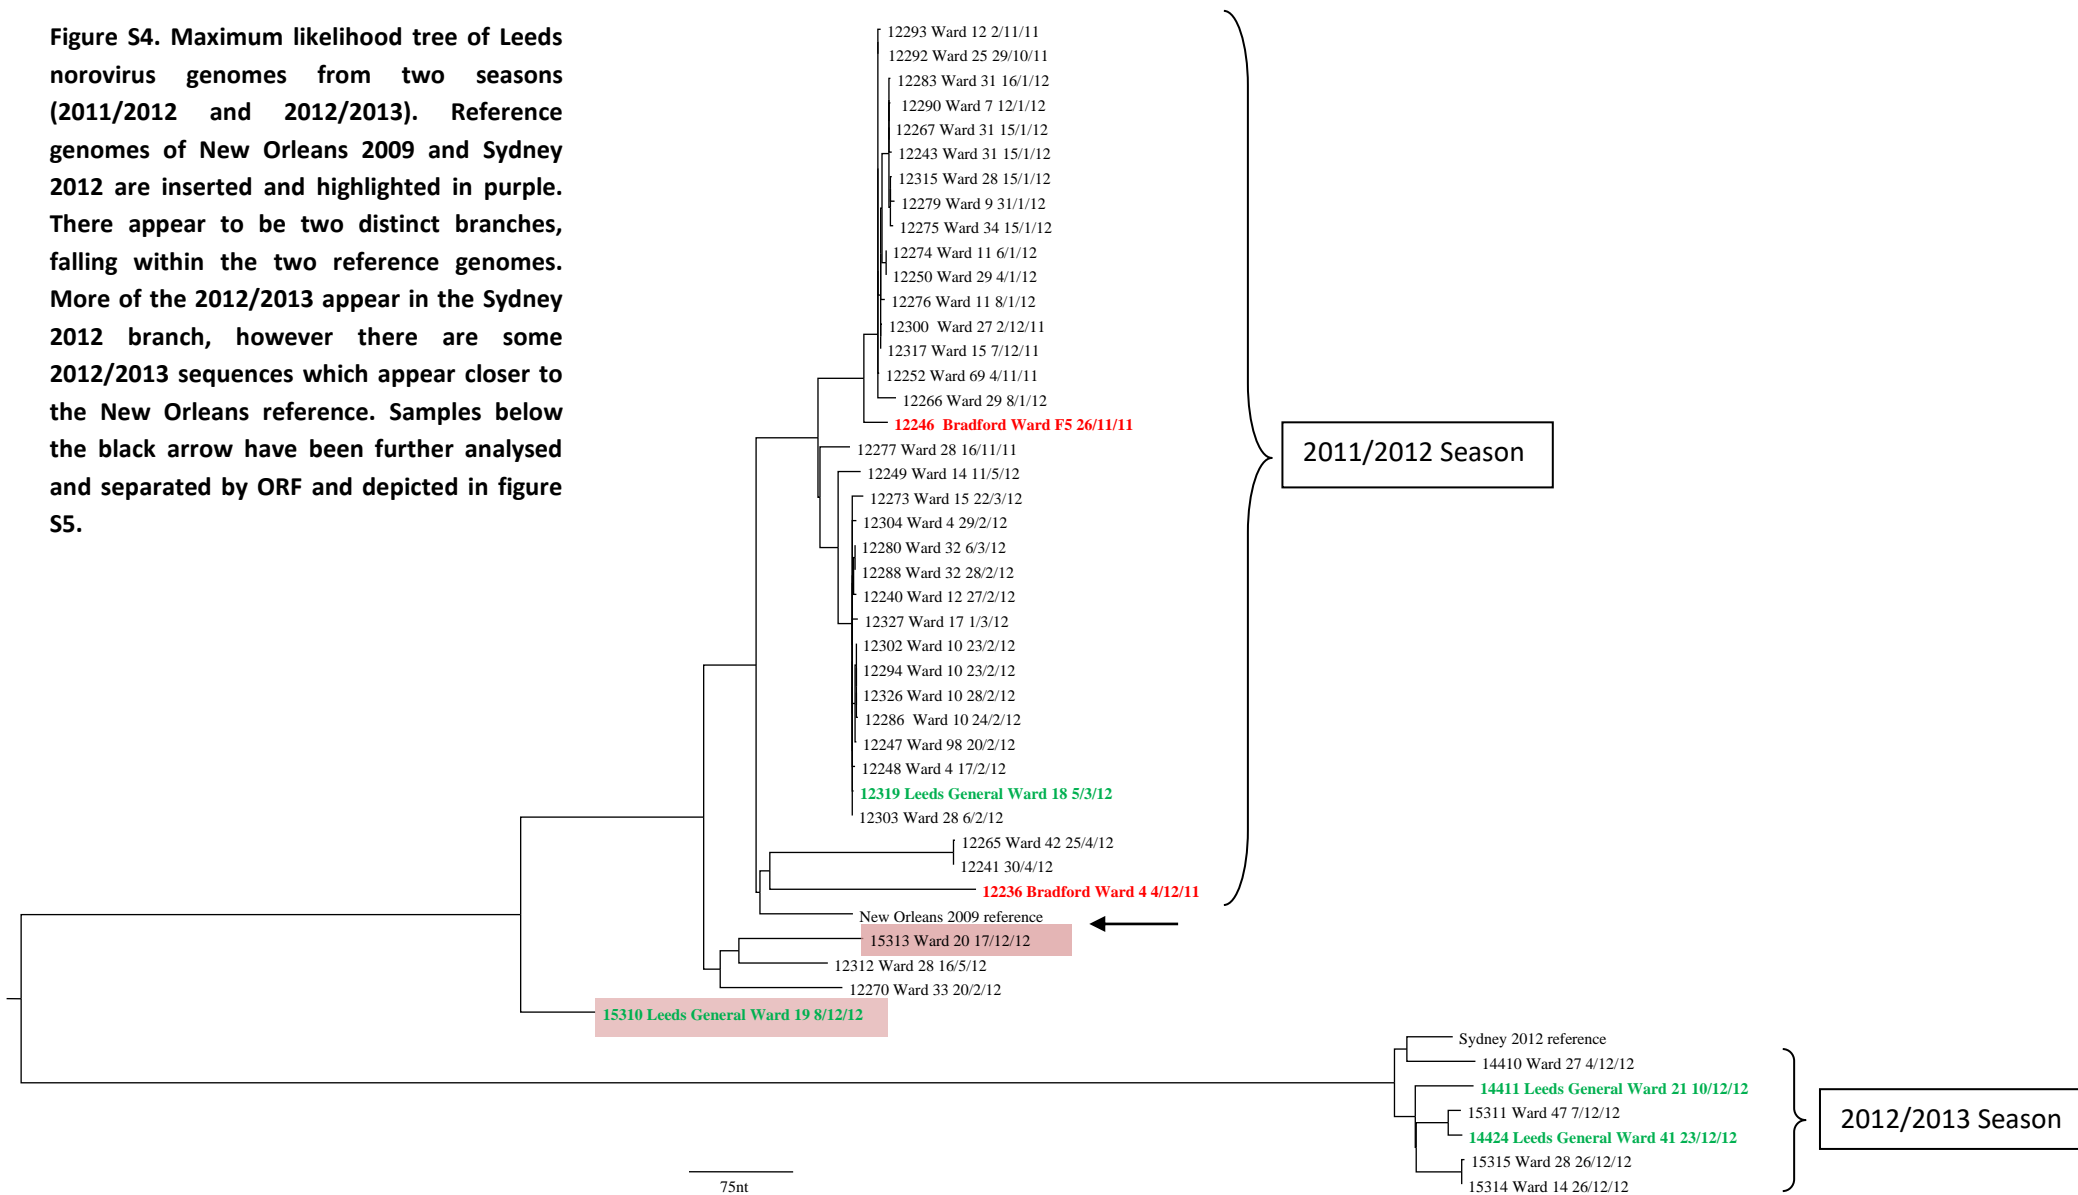 Figure S4. Maximum likelihood tree of Leeds
norovirus genomes from two seasons
(2011/2012 and 2012/2013). Reference
genomes of New Orleans 2009 and Sydney
2012 are inserted and highlighted in purple.
There appear to be two distinct branches,
falling within the two reference genomes.
More of the 2012/2013 appear in the Sydney
2012 branch, however there are some
2012/2013 sequences which appear closer to
the New Orleans reference. Samples below
the black arrow have been further analysed
and separated by ORF and depicted in figure
S5.
12293 Ward 12 2/11/11
12292 Ward 25 29/10/11
12283 Ward 31 16/1/12
12290 Ward 7 12/1/12
12267 Ward 31 15/1/12
12243 Ward 31 15/1/12
12315 Ward 28 15/1/12
12279 Ward 9 31/1/12
12275 Ward 34 15/1/12
12274 Ward 11 6/1/12
12250 Ward 29 4/1/12
12276 Ward 11 8/1/12
12300 Ward 27 2/12/11
12317 Ward 15 7/12/11
12252 Ward 69 4/11/11
12266 Ward 29 8/1/12
12246 Bradford Ward F5 26/11/11
12277 Ward 28 16/11/11
12249 Ward 14 11/5/12
12273 Ward 15 22/3/12
12304 Ward 4 29/2/12
12280 Ward 32 6/3/12
12288 Ward 32 28/2/12
12240 Ward 12 27/2/12
12327 Ward 17 1/3/12
12302 Ward 10 23/2/12
12294 Ward 10 23/2/12
12326 Ward 10 28/2/12
12286 Ward 10 24/2/12
12247 Ward 98 20/2/12
12248 Ward 4 17/2/12
12319 Leeds General Ward 18 5/3/12
12303 Ward 28 6/2/12
12265 Ward 42 25/4/12
12241 30/4/12
12236 Bradford Ward 4 4/12/11
New Orleans 2009 reference
15313 Ward 20 17/12/12
12312 Ward 28 16/5/12
12270 Ward 33 20/2/12
15310 Leeds General Ward 19 8/12/12
2011/2012 Season
Sydney 2012 reference
14410 Ward 27 4/12/12
14411 Leeds General Ward 21 10/12/12
15311 Ward 47 7/12/12
14424 Leeds General Ward 41 23/12/12
15315 Ward 28 26/12/12
15314 Ward 14 26/12/12
2012/2013 Season
75nt